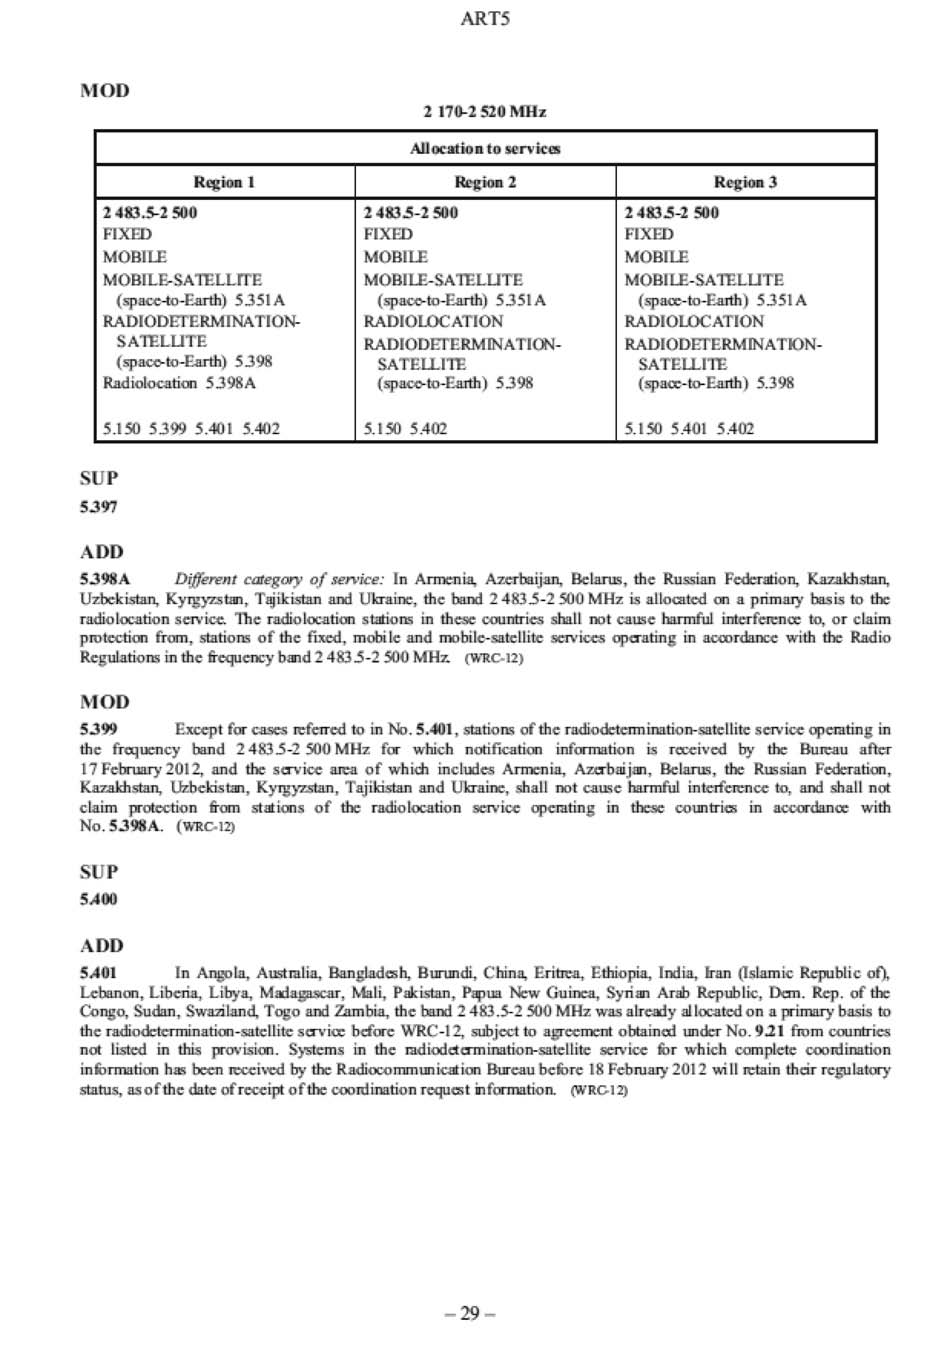 ART5
MOD
2 170-2 520 MHz
Allocation to services
Region 1 Region 2 Region 3
2 483.5-2 500
FIXED
MOBILE
MOBILE-SATELLITE
(space-to-Earth) 5.351A
RADIODETERMINATION-
SATELLITE
(space-to-Earth) 5.398
Radiolocation 5.398A
5.150 5.399 5.401 5.402
2 483.5-2 500
FIXED
MOBILE
MOBILE-SATELLITE
(space-to-Earth) 5.351A
RADIOLOCATION
RADIODETERMINATION-
SATELLITE
(space-to-Earth) 5.398
5.150 5.402
2 483.5-2 500
FIXED
MOBILE
MOBILE-SATELLITE
(space-to-Earth) 5.351A
RADIOLOCATION
RADIODETERMINATION-
SATELLITE
(space-to-Earth) 5.398
5.150 5.401 5.402
SUP
5.397
ADD
5.398A Different category of service: In Armenia, Azerbaijan, Belarus, the Russian Federation, Kazakhstan,
Uzbekistan, Kyrgyzstan, Tajikistan and Ukraine, the band 2 483.5-2 500 MHz is allocated on a primary basis to the
radiolocation service. The radiolocation stations in these countries shall not cause harmful interference to, or claim
protection from, stations of the fixed, mobile and mobile-satellite services operating in accordance with the Radio
Regulations in the frequency band 2 483.5-2 500 MHz. (WRC-12)
MOD
5.399 Except for cases referred to in No. 5.401, stations of the radiodetermination-satellite service operating in
the frequency band 2 483.5-2 500 MHz for which notification information is received by the Bureau after
17 February 2012, and the service area of which includes Armenia, Azerbaijan, Belarus, the Russian Federation,
Kazakhstan, Uzbekistan, Kyrgyzstan, Tajikistan and Ukraine, shall not cause harmful interference to, and shall not
claim protection from stations of the radiolocation service operating in these countries in accordance with
No. 5.398A. (WRC-12)
SUP
5.400
ADD
5.401 In Angola, Australia, Bangladesh, Burundi, China, Eritrea, Ethiopia, India, Iran (Islamic Republic of),
Lebanon, Liberia, Libya, Madagascar, Mali, Pakistan, Papua New Guinea, Syrian Arab Republic, Dem. Rep. of the
Congo, Sudan, Swaziland, Togo and Zambia, the band 2 483.5-2 500 MHz was already allocated on a primary basis to
the radiodetermination-satellite service before WRC-12, subject to agreement obtained under No. 9.21 from countries
not listed in this provision. Systems in the radiodetermination-satellite service for which complete coordination
information has been received by the Radiocommunication Bureau before 18 February 2012 will retain their regulatory
status, as of the date of receipt of the coordination request information. (WRC-12)
– 29 –